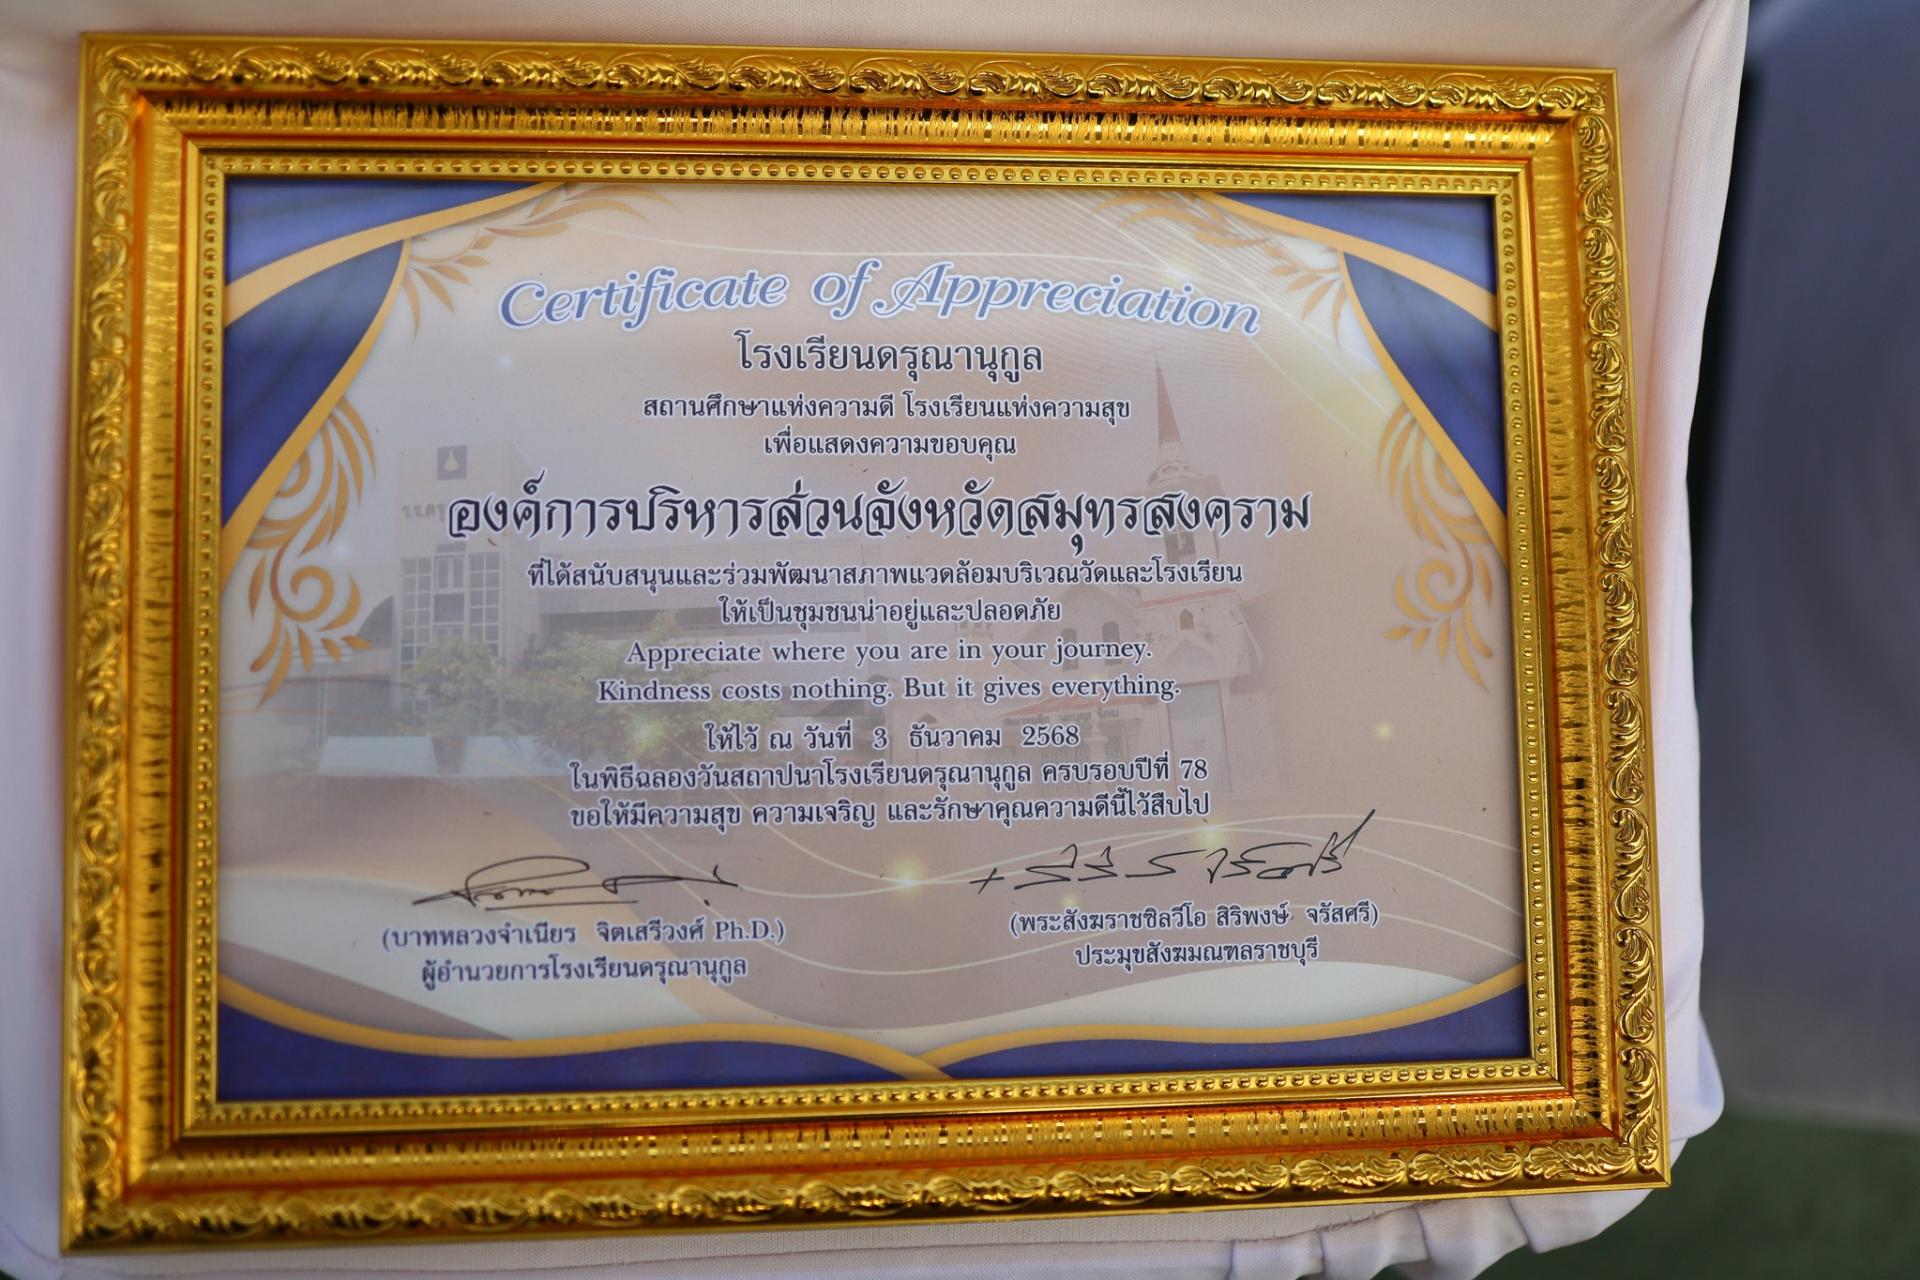 Certificate of Appreciation
โรงเรียนดรุณานุกูล
สถานศึกษาแห่งความดี โรงเรียนแห่งความสุข
เพื่อแสดงความขอบคุณ
องค์การบริหารส่วนจังหวัดสมุทรสงคราม
ที่ได้สนับสนุนและร่วมพัฒนาสภาพแวดล้อมบริเวณวัดและโรงเรียน
ให้เป็นชุมชนน่าอยู่และปลอดภัย
Appreciate where you are in your journey.
Kindness costs nothing. But it gives everything.
ให้ไว้ ณ วันที่ 3 ธันวาคม 2568
ในพิธีฉลองวันสถาปนาโรงเรียนดรุณานุกูล ครบรอบปีที่ 78
ขอให้มีความสุข ความเจริญ และรักษาคุณความดีนี้ไว้สืบไป
(บาทหลวงจำเนียร จิตเสรีวงศ์ Ph.D.)
ผู้อำนวยการโรงเรียนดรุณานุกูล
(พระสังฆราชซิลวีโอ สิริพงษ์ จรัสศรี)
ประมุขสังฆมณฑลราชบุรี